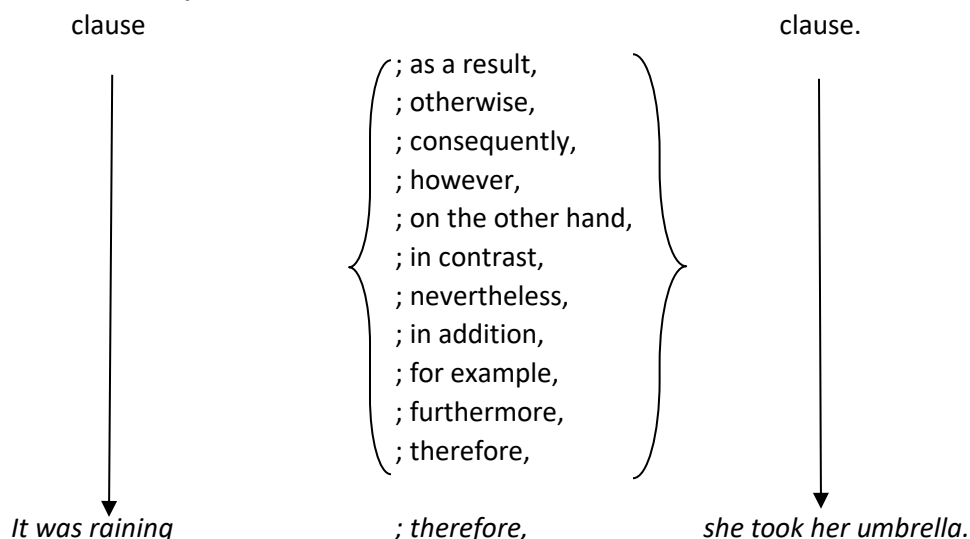 clause clause.
; as a result,
; otherwise,
; consequently,
; however,
; on the other hand,
; in contrast,
; nevertheless,
; in addition,
; for example,
; furthermore,
; therefore,
It was raining ; therefore, she took her umbrella.